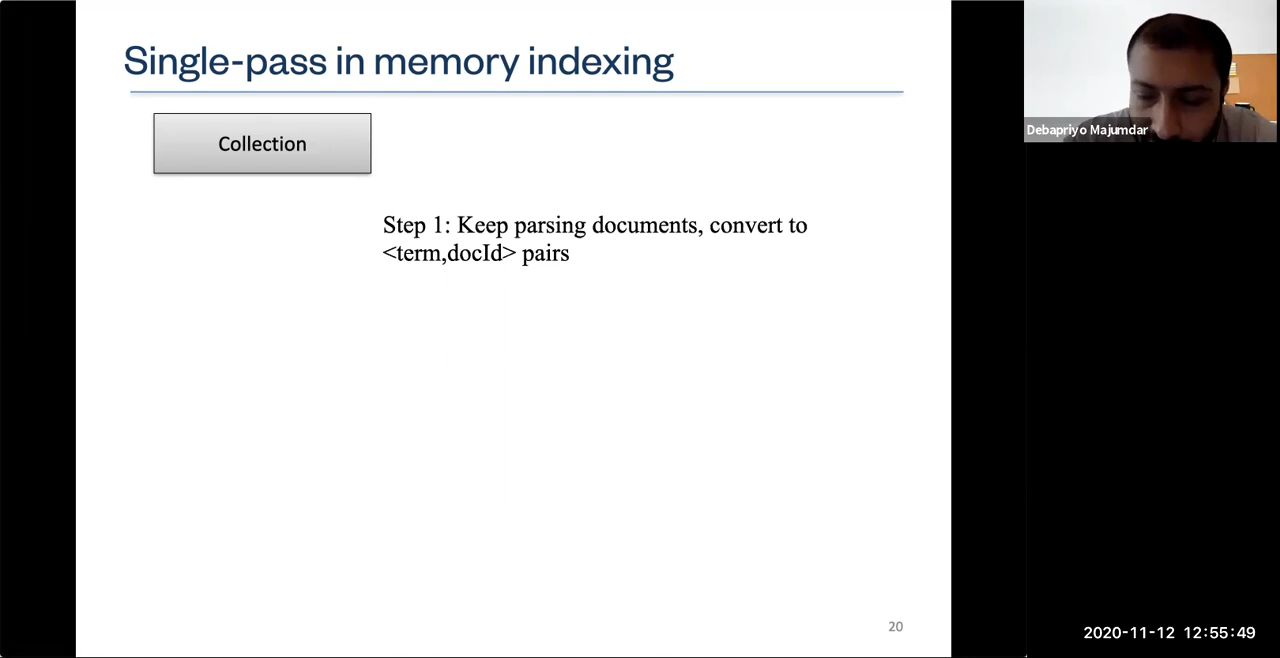 Single-pass in memory indexing
Collection
Step 1: Keep parsing documents, convert to
<term,docId> pairs
20
Debapriyo Majumdar
2020-11-12 12:55:49